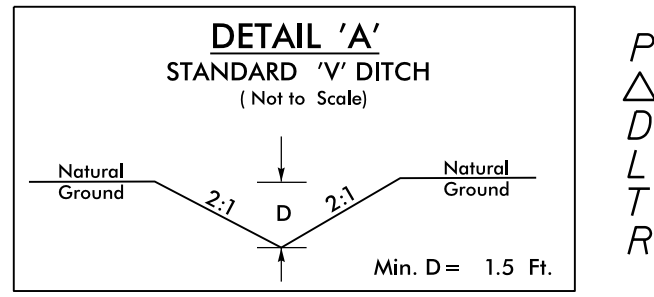 DETAIL 'A'
STANDARD 'V' DITCH
(Not to Scale)
Natural
Ground
2:1
D
2:1
Natural
Ground
Min. D = 1.5 Ft.
P
△
D
L
T
R